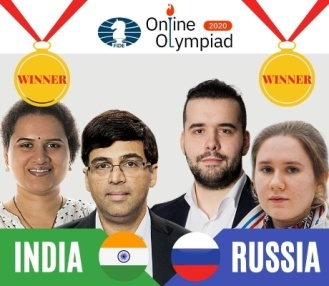 Online
2020
Olympiad
FIDE
WINNER
WINNER
INDIA
RUSSIA